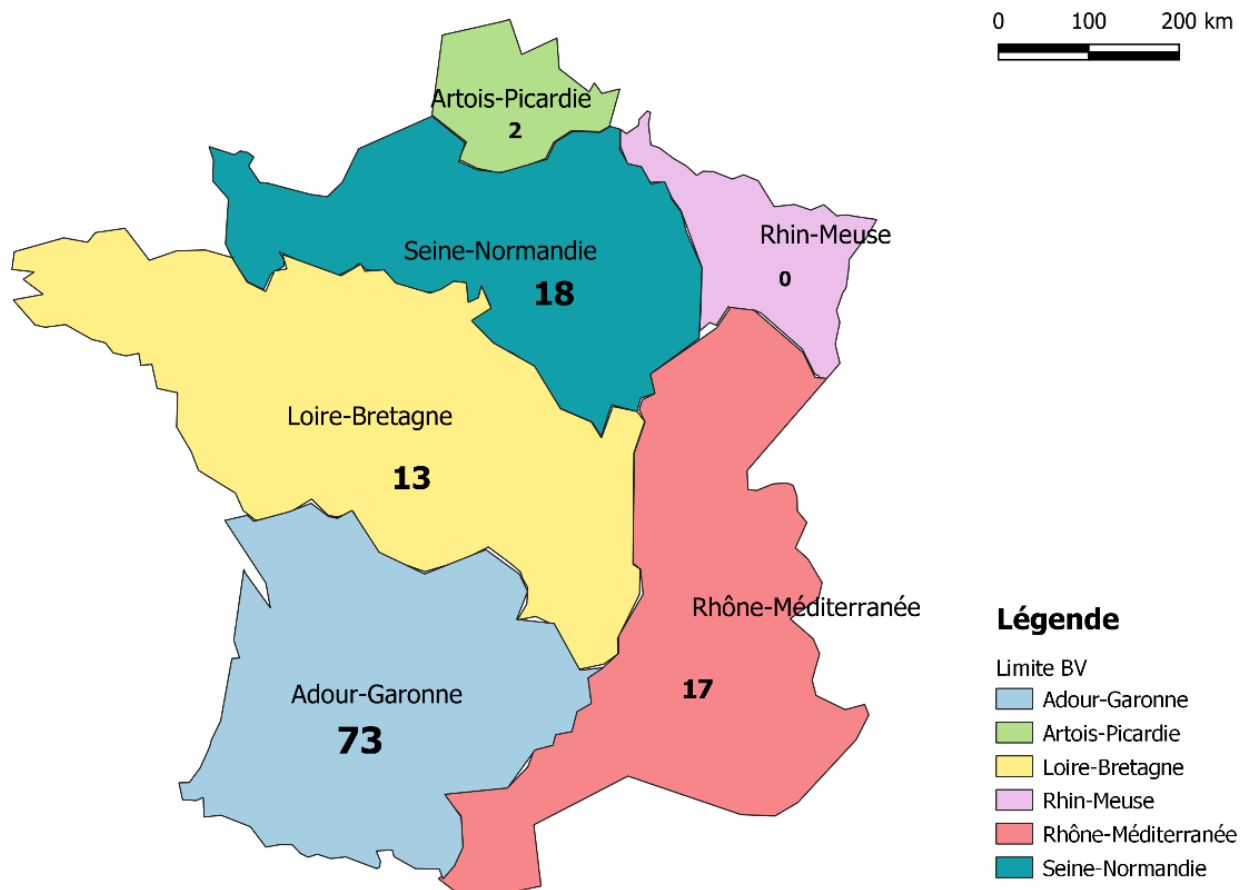 0 100 200 km
Artois-Picardie
2
Rhin-Meuse
0
Seine-Normandie
18
Loire-Bretagne
13
Rhône-Méditerranée
17
Adour-Garonne
73
Légende
Limite BV
Adour-Garonne
Artois-Picardie
Loire-Bretagne
Rhin-Meuse
Rhône-Méditerranée
Seine-Normandie